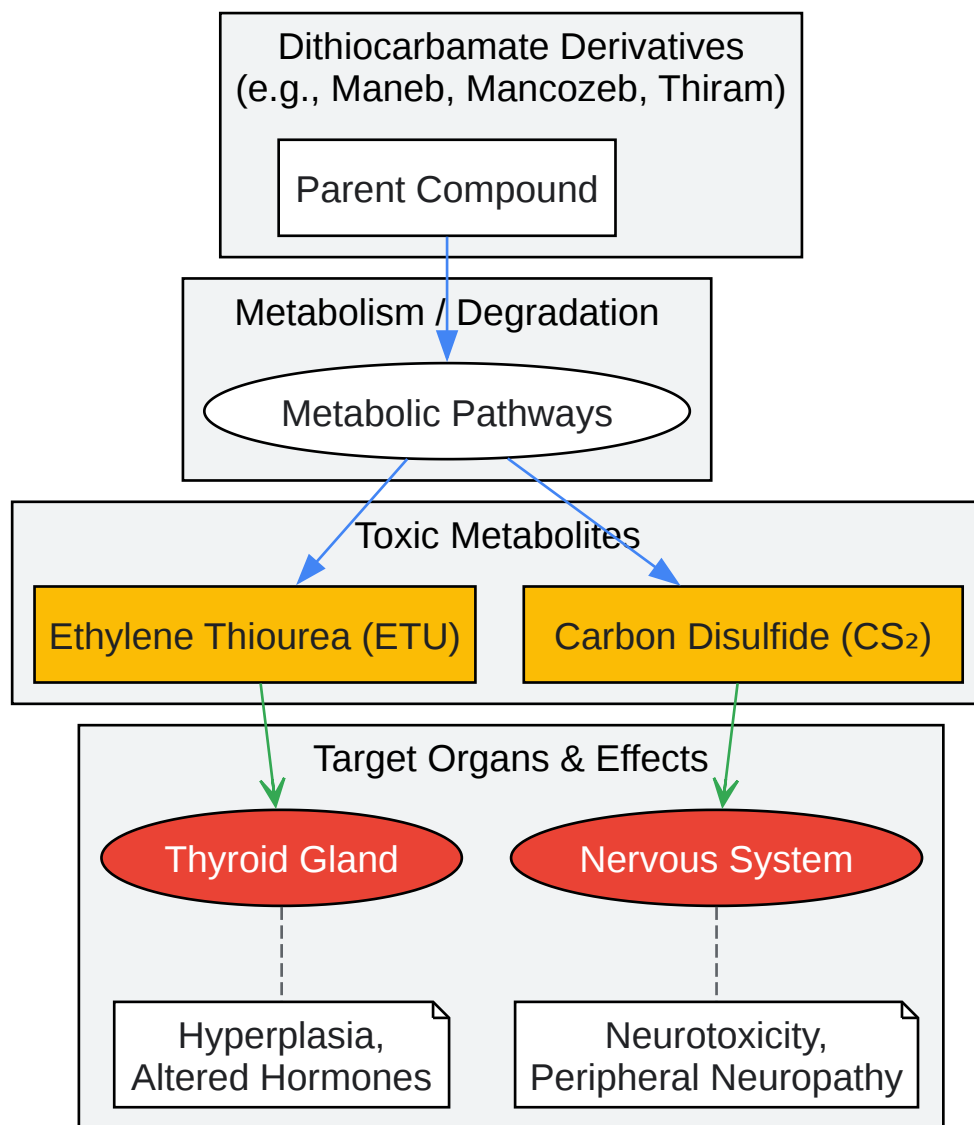 Dithiocarbamate Derivatives
(e.g., Maneb, Mancozeb, Thiram)
Parent Compound
Metabolism / Degradation
Metabolic Pathways
Toxic Metabolites
Ethylene Thiourea (ETU)
Carbon Disulfide (CS₂)
Target Organs & Effects
Thyroid Gland
Nervous System
Hyperplasia,
Altered Hormones
Neurotoxicity,
Peripheral Neuropathy